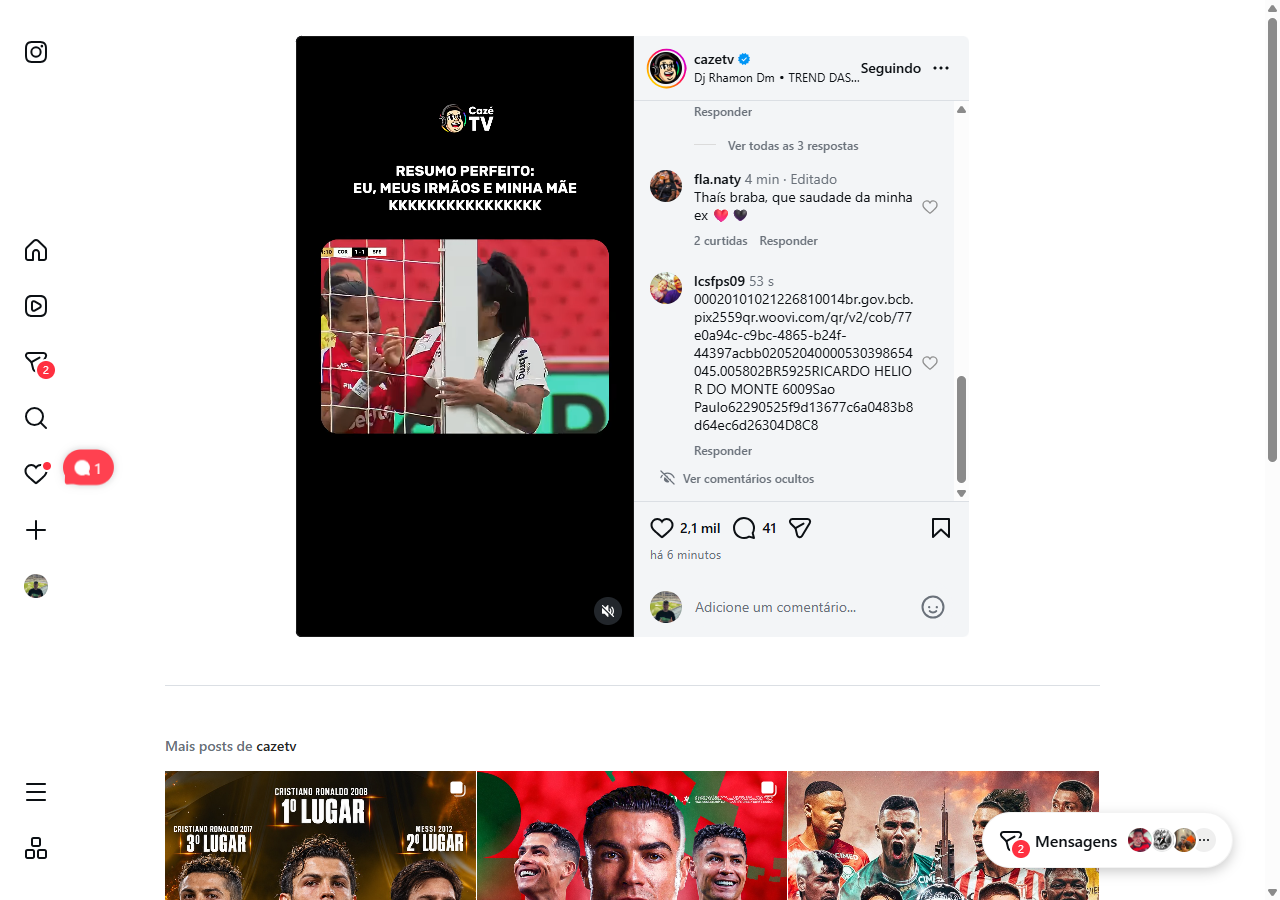 Cazé
TV
RESUMO PERFEITO:
EU, MEUS IRMÃOS E MINHA MÃE
KKKKKKKKKKKKKKKK
COR 1-1
cazetv
Dj Rhamon Dm • TREND DAS...
Seguindo
Responder
Ver todas as 3 respostas
fla.naty 4 min · Editado
Thaís braba, que saudade da minha
ex
2 curtidas Responder
lcsfps09 53 s
00020101021226810014br.gov.bcb.
pix2559qr.woovi.com/qr/v2/cob/77
e0a94c-c9bc-4865-b24f-
44397acbb02052040000530398654
045.005802BR5925RICARDO HELIO
R DO MONTE 6009Sao
Paulo62290525f9d13677c6a0483b8
d64ec6d26304D8C8
Responder
Ver comentários ocultos
2,1 mil 41
há 6 minutos
Adicione um comentário...
2
1
Mais posts de cazetv
CRISTIANO RONALDO 2008
1º LUGAR
CRISTIANO RONALDO 2017
3º LUGAR
MESSI 2012
2º LUGAR
2
Mensagens